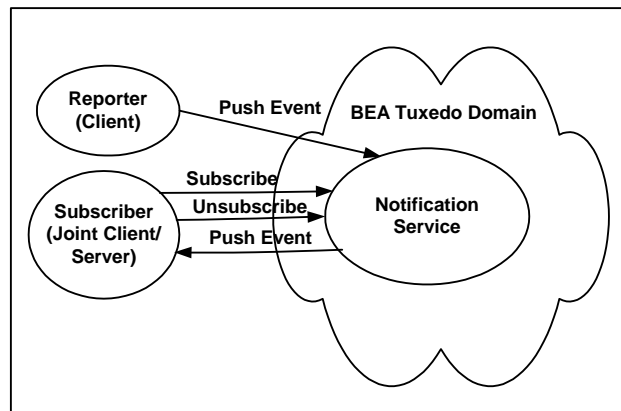 Reporter
(Client)
Push Event
BEA Tuxedo Domain
Subscribe
Unsubscribe
Push Event
Subscriber
(Joint Client/
Server)
Notification
Service